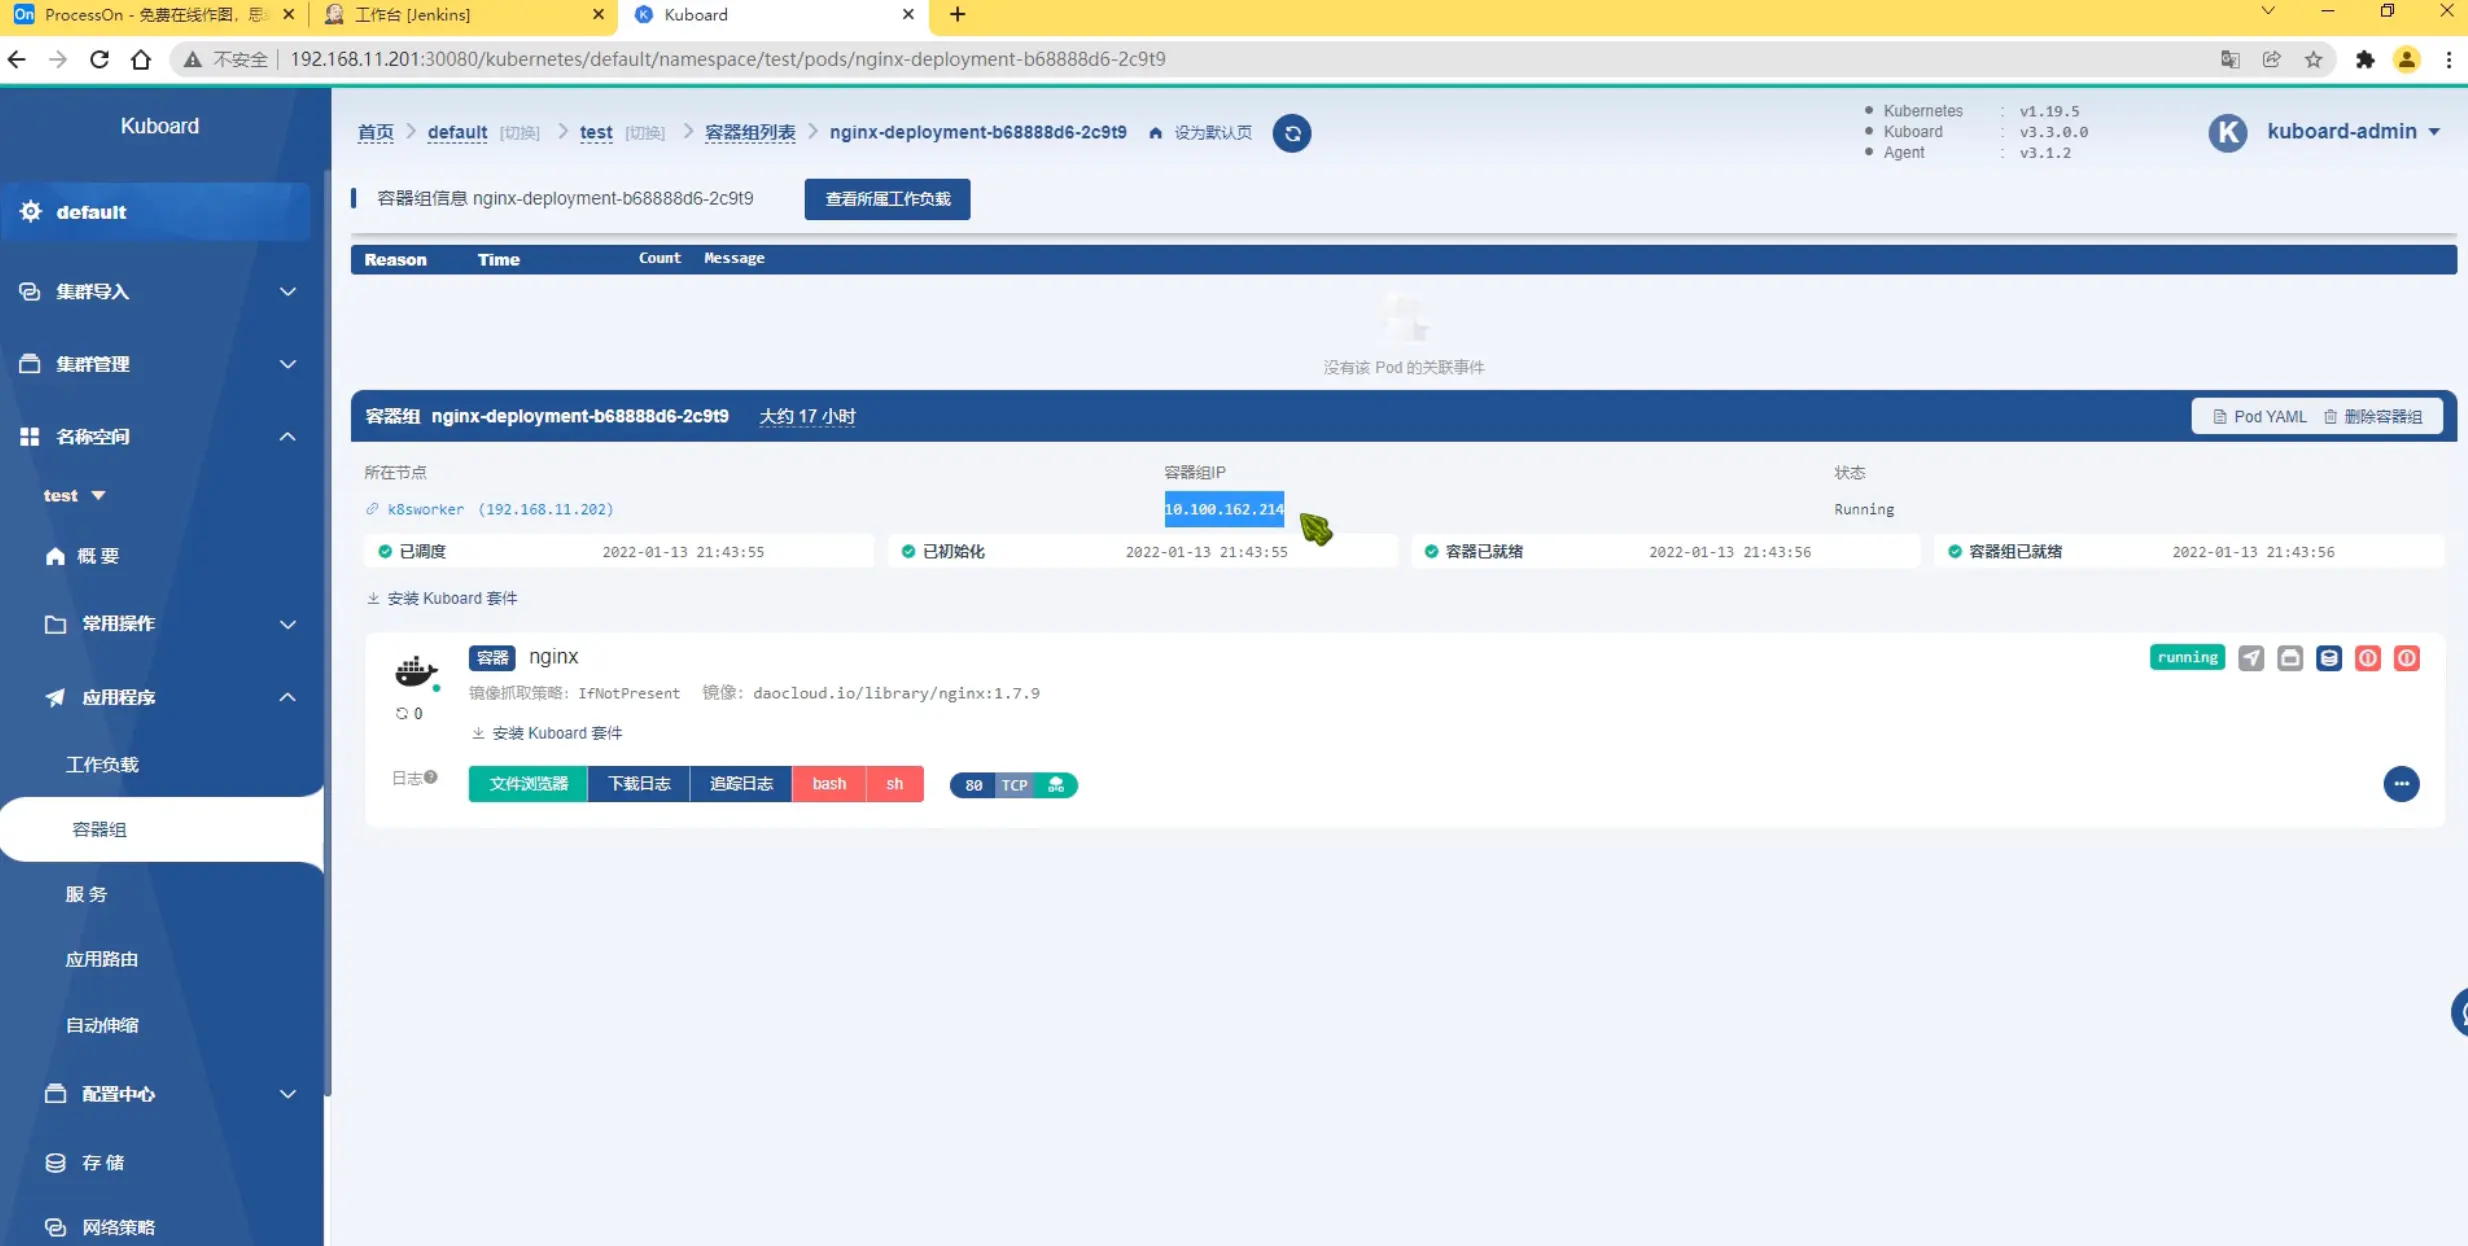 ProcessOn - 免费在线作图，思
工作台 [Jenkins]
Kuboard
不安全
192.168.11.201:30080/kubernetes/default/namespace/test/pods/nginx-deployment-b68888d6-2c9t9
Kuboard
default
集群导入
集群管理
名称空间
test
概 要
常用操作
应用程序
工作负载
容器组
服 务
应用路由
自动伸缩
配置中心
存 储
网络策略
首页 > default [切换] > test [切换] > 容器组列表 > nginx-deployment-b68888d6-2c9t9 设为默认页
Kubernetes : v1.19.5
Kuboard : v3.3.0.0
Agent : v3.1.2
K kuboard-admin
容器组信息 nginx-deployment-b68888d6-2c9t9 查看所属工作负载
Reason Time Count Message
没有该 Pod 的关联事件
容器组 nginx-deployment-b68888d6-2c9t9 大约 17 小时 Pod YAML 删除容器组
所在节点 容器组IP 状态
k8sworker (192.168.11.202) 10.100.162.214 Running
已调度 2022-01-13 21:43:55 已初始化 2022-01-13 21:43:55 容器已就绪 2022-01-13 21:43:56 容器组已就绪 2022-01-13 21:43:56
安装 Kuboard 套件
容器 nginx running
镜像抓取策略: IfNotPresent 镜像: daocloud.io/library/nginx:1.7.9
0
安装 Kuboard 套件
日志 文件浏览器 下载日志 追踪日志 bash sh 80 TCP